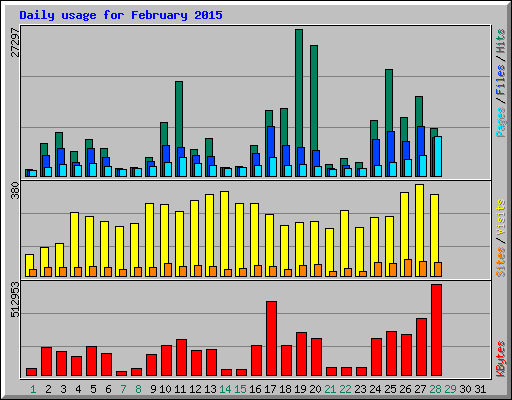 Daily usage for February 2015
27297
Pages / Files / Hits
380
Sites / Visits
512953
KBytes
1 2 3 4 5 6 7 8 9 10 11 12 13 14 15 16 17 18 19 20 21 22 23 24 25 26 27 28 29 30 31